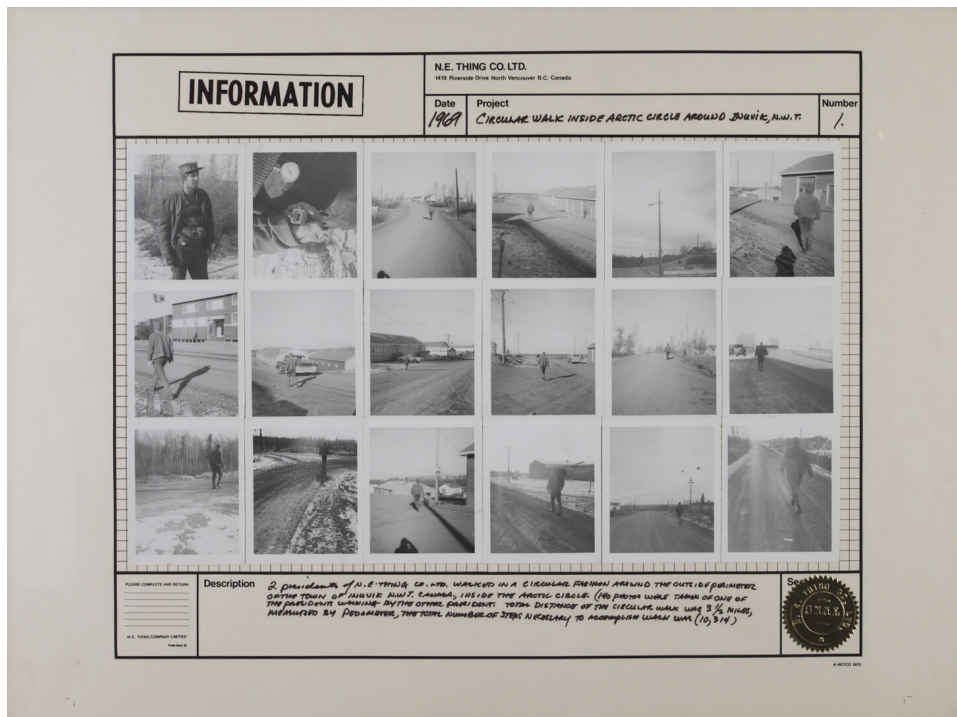 INFORMATION
N.E. THING CO. LTD.
1419 Riverside Drive North Vancouver B.C. Canada
Date
1969
Project
CIRCULAR WALK INSIDE ARCTIC CIRCLE AROUND INUVIK, N.W.T.
Number
1.
PLEASE COMPLETE AND RETURN
N. E. THING COMPANY LIMITED
Description
2 presidents of N.E. THING CO. LTD. WALKED IN A CIRCULAR FASHION AROUND THE OUTSIDE PERIMETER
OF THE TOWN OF INUVIK N.W.T. CANADA, INSIDE THE ARCTIC CIRCLE. (140 PHOTOS WERE TAKEN OF ONE OF
THE PRESIDENT WALKING BY THE OTHER PRESIDENT. TOTAL DISTANCE OF THE CIRCULAR WALK WAS 3 1/2 MILES,
MEASURED BY PEDOMETER, THE TOTAL NUMBER OF STEPS NECESSARY TO ACCOMPLISH WALK WAS (10,314)
© NETCO 1970